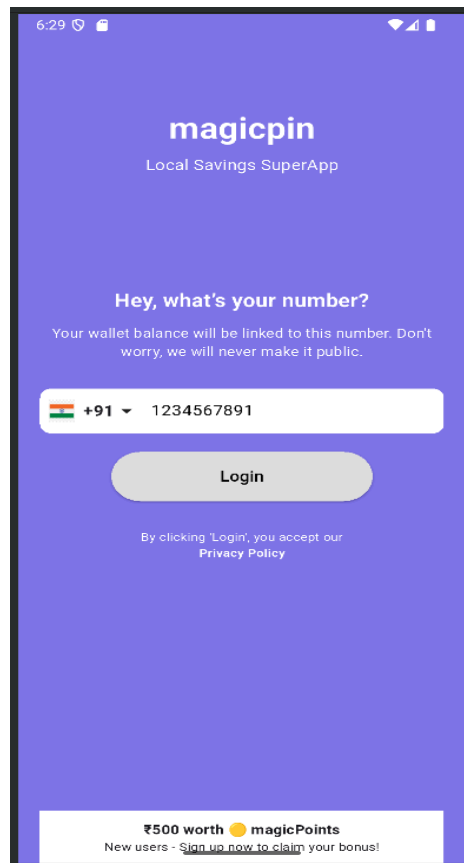 6:29
magicpin
Local Savings SuperApp
Hey, what's your number?
Your wallet balance will be linked to this number. Don't
worry, we will never make it public.
+91 1234567891
Login
By clicking 'Login', you accept our
Privacy Policy
₹500 worth 🟡 magicPoints
New users - Sign up now to claim your bonus!